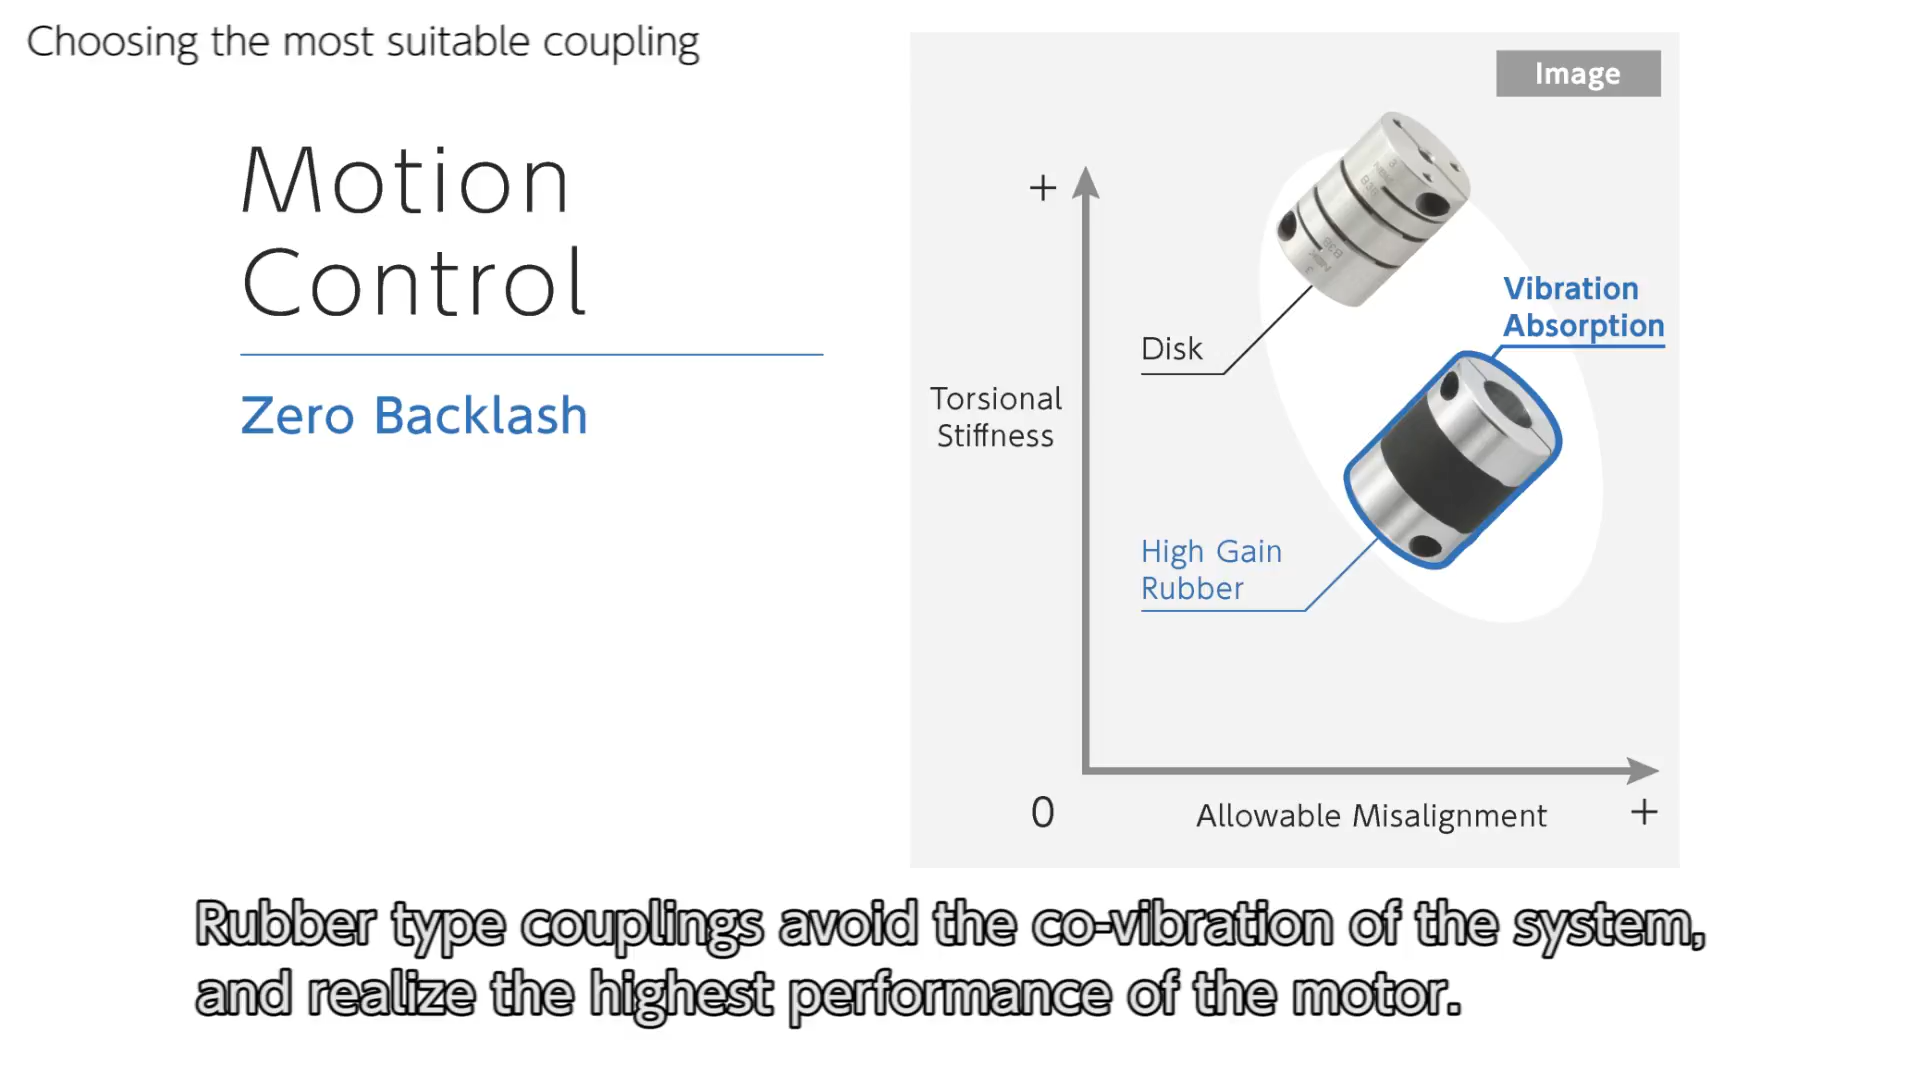 Choosing the most suitable coupling
Motion
Control
Zero Backlash
Image
+
Disk
Vibration
Absorption
Torsional
Stiffness
High Gain
Rubber
0
Allowable Misalignment
+
Rubber type couplings avoid the co-vibration of the system,
and realize the highest performance of the motor.